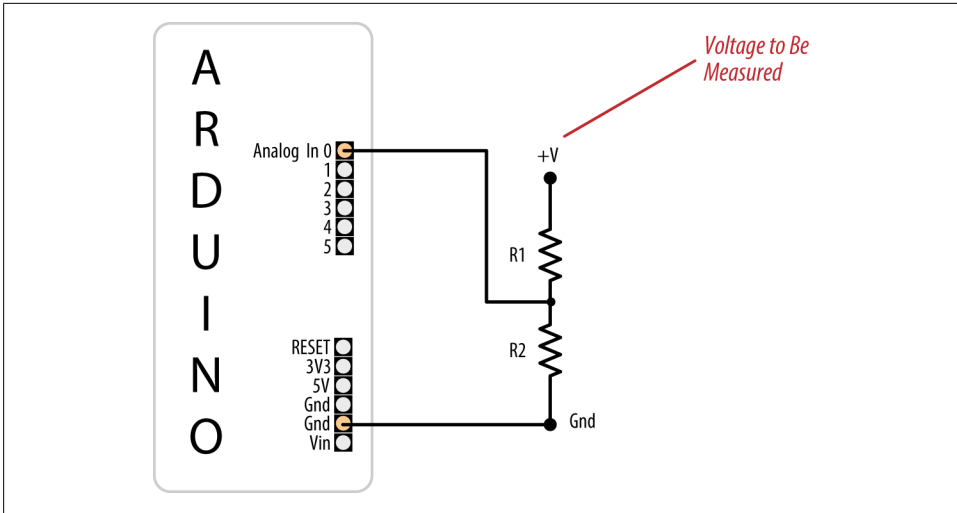 ARDUINO
Analog In 0
1
2
3
4
5
RESET
3V3
5V
Gnd
Gnd
Vin
Voltage to Be
Measured
+V
R1
R2
Gnd